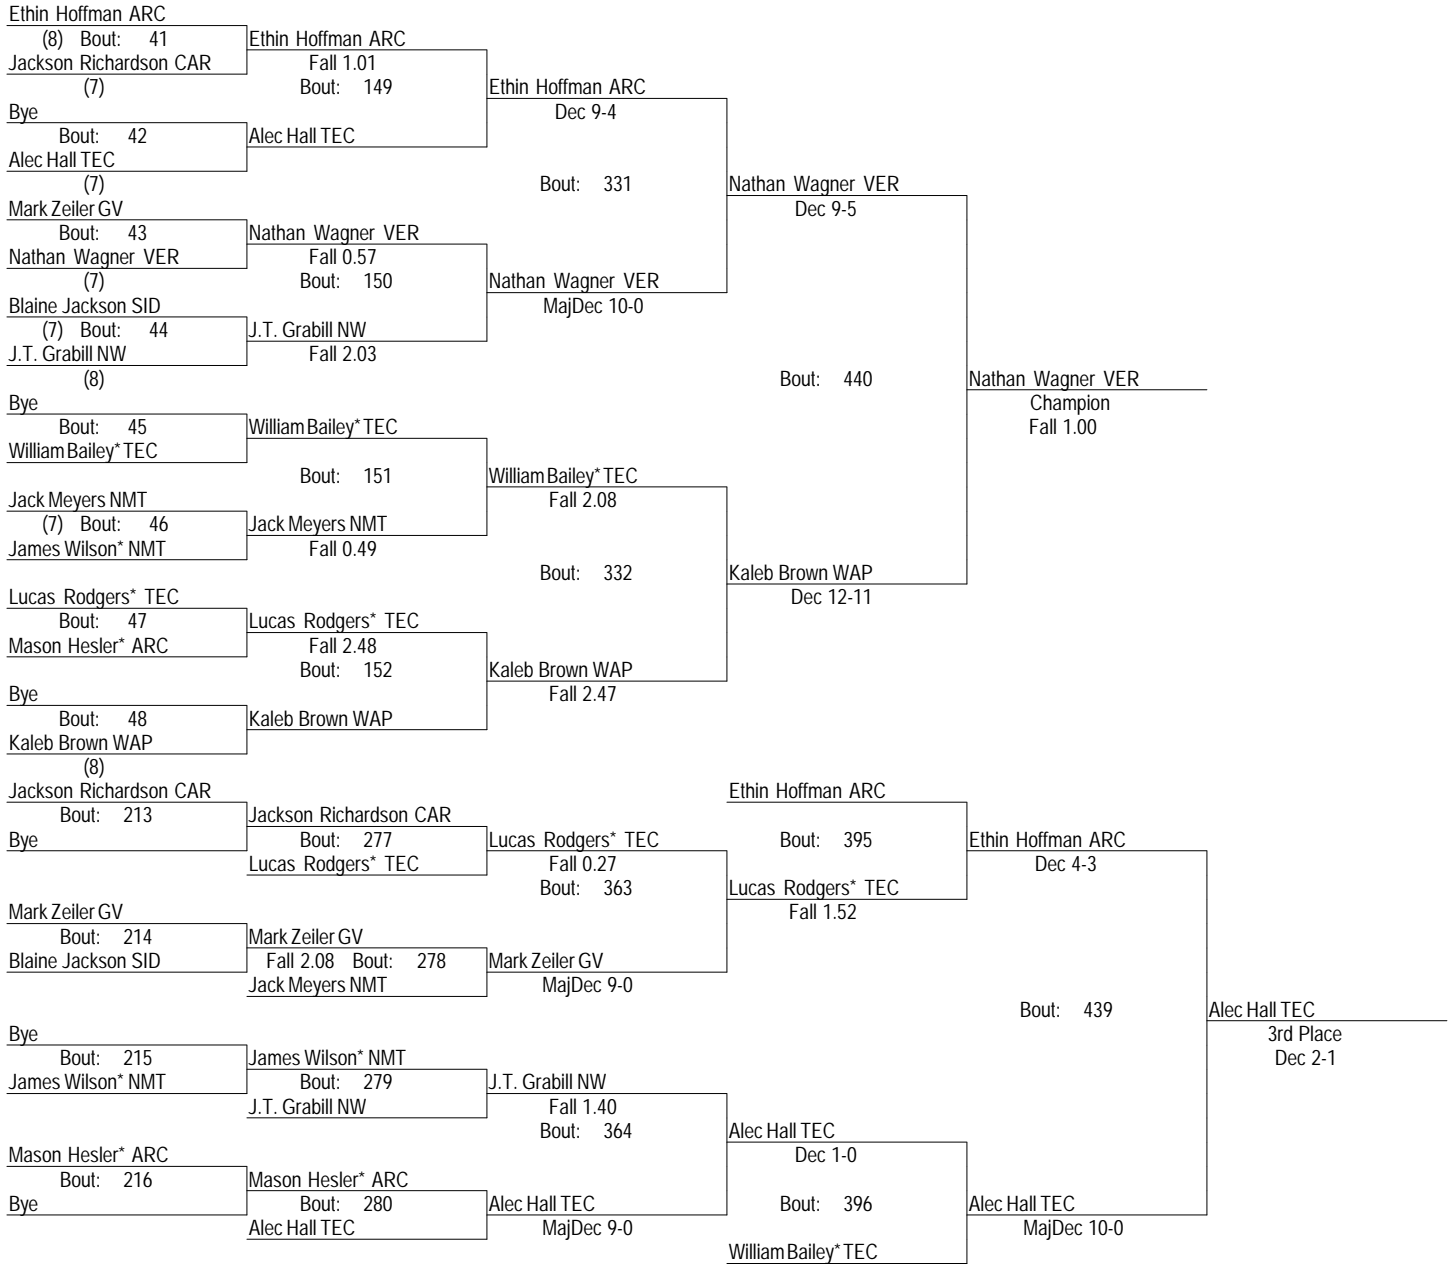 Ethin Hoffman ARC
(8) Bout: 41
Ethin Hoffman ARC
Jackson Richardson CAR
Fall 1.01
(7)
Bout: 149
Ethin Hoffman ARC
Bye
Dec 9-4
Bout: 42
Alec Hall TEC
Alec Hall TEC
(7)
Bout: 331
Nathan Wagner VER
Mark Zeiler GV
Dec 9-5
Bout: 43
Nathan Wagner VER
Nathan Wagner VER
Fall 0.57
(7)
Bout: 150
Nathan Wagner VER
Blaine Jackson SID
MajDec 10-0
(7) Bout: 44
J.T. Grabill NW
J.T. Grabill NW
Fall 2.03
(8)
Bout: 440
Nathan Wagner VER
Bye
Champion
Bout: 45
William Bailey* TEC
Fall 1.00
William Bailey* TEC
Bout: 151
William Bailey* TEC
Jack Meyers NMT
Fall 2.08
(7) Bout: 46
Jack Meyers NMT
James Wilson* NMT
Fall 0.49
Bout: 332
Kaleb Brown WAP
Lucas Rodgers* TEC
Dec 12-11
Bout: 47
Lucas Rodgers* TEC
Mason Hesler* ARC
Fall 2.48
Bout: 152
Kaleb Brown WAP
Bye
Fall 2.47
Bout: 48
Kaleb Brown WAP
Kaleb Brown WAP
(8)
Jackson Richardson CAR
Ethin Hoffman ARC
Bout: 213
Jackson Richardson CAR
Bye
Bout: 277
Lucas Rodgers* TEC
Bout: 395
Ethin Hoffman ARC
Lucas Rodgers* TEC
Fall 0.27
Dec 4-3
Bout: 363
Lucas Rodgers* TEC
Mark Zeiler GV
Fall 1.52
Bout: 214
Mark Zeiler GV
Blaine Jackson SID
Fall 2.08 Bout: 278
Mark Zeiler GV
Jack Meyers NMT
MajDec 9-0
Bout: 439
Alec Hall TEC
Bye
3rd Place
Bout: 215
James Wilson* NMT
Dec 2-1
James Wilson* NMT
Bout: 279
J.T. Grabill NW
J.T. Grabill NW
Fall 1.40
Bout: 364
Alec Hall TEC
Mason Hesler* ARC
Dec 1-0
Bout: 216
Mason Hesler* ARC
Bye
Bout: 280
Alec Hall TEC
Bout: 396
Alec Hall TEC
Alec Hall TEC
MajDec 9-0
MajDec 10-0
William Bailey* TEC